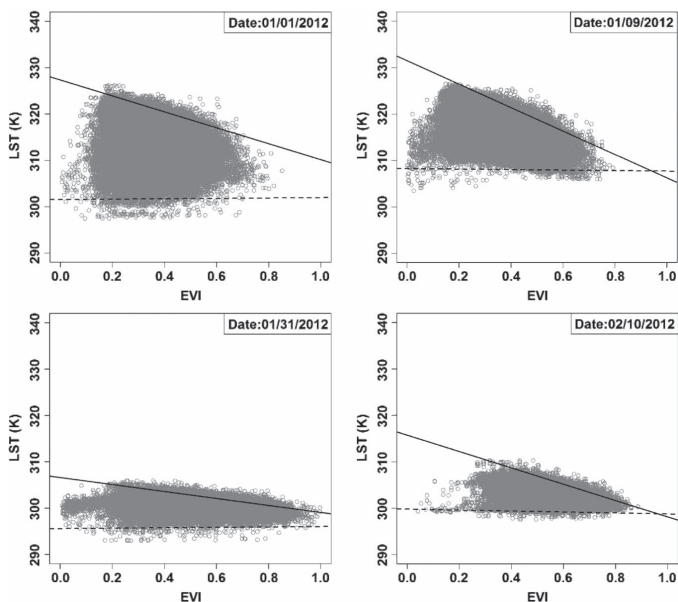 Date:01/01/2012
LST (K)
340
330
320
310
300
290
0.0 0.2 0.4 0.6 0.8 1.0
EVI
Date:01/09/2012
LST (K)
340
330
320
310
300
290
0.0 0.2 0.4 0.6 0.8 1.0
EVI
Date:01/31/2012
LST (K)
340
330
320
310
300
290
0.0 0.2 0.4 0.6 0.8 1.0
EVI
Date:02/10/2012
LST (K)
340
330
320
310
300
290
0.0 0.2 0.4 0.6 0.8 1.0
EVI